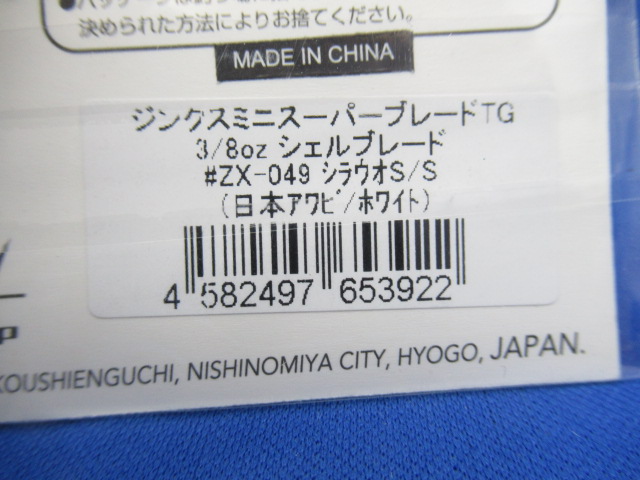 決められた方法によりお捨てください。
MADE IN CHINA
ジンクスミニスーパーブレードTG
3/8oz シェルブレード
#ZX-049 シラウオS/S
(日本アワビ/ホワイト)
4 582497 653922
KOUSHIENGUCHI, NISHINOMIYA CITY, HYOGO, JAPAN.